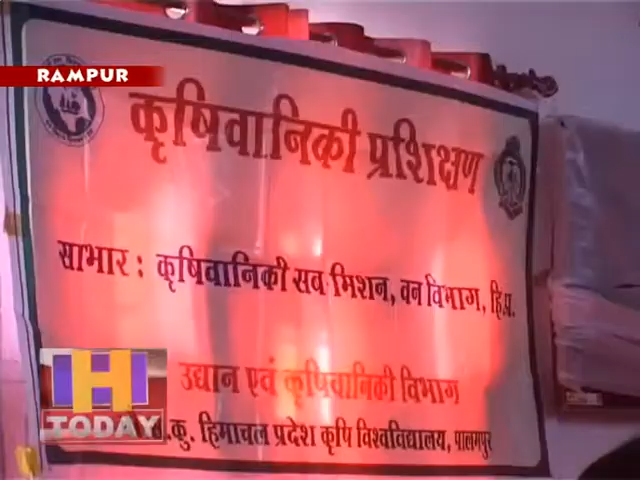 RAMPUR
कृषिवानिकी प्रशिक्षण
साभार : कृषिवानिकी सब मिशन, वन विभाग, हि.प्र.
उद्यान एवं कृषिवानिकी विभाग
कु. हिमाचल प्रदेश कृषि विश्वविद्यालय, पालमपुर
H
TODAY